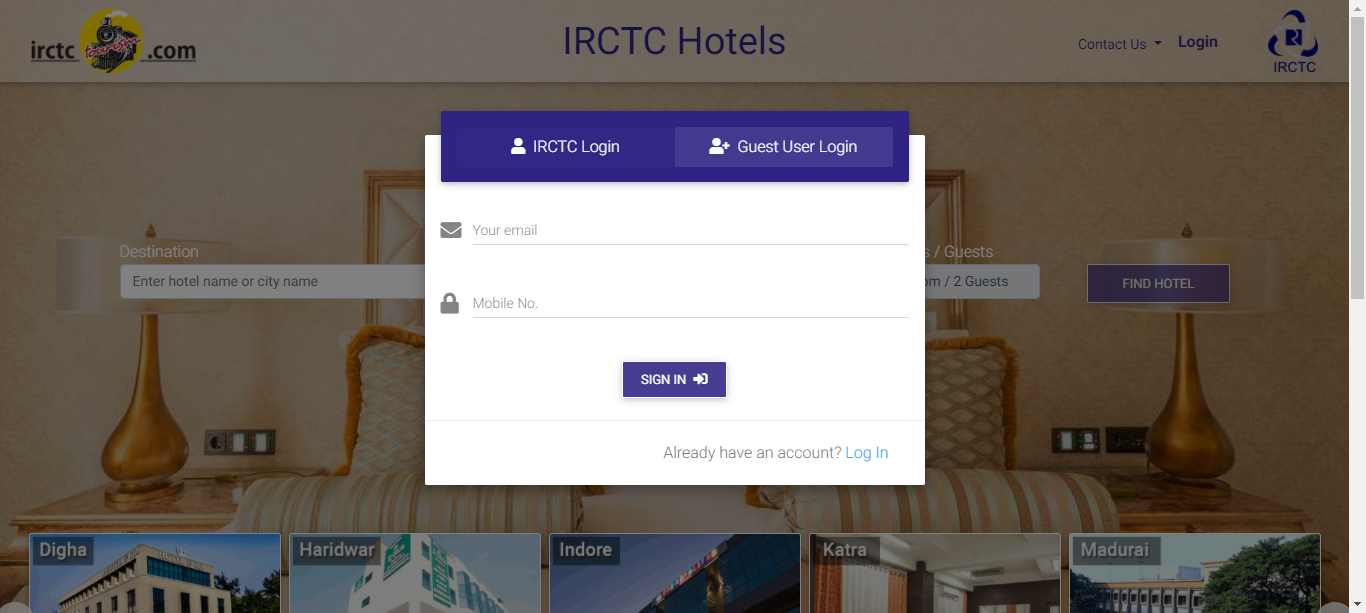 irctc tourism .com
IRCTC Hotels
Contact Us
Login
IRCTC
IRCTC Login
Guest User Login
Your email
Destination
s / Guests
Enter hotel name or city name
om / 2 Guests
FIND HOTEL
Mobile No.
SIGN IN
Already have an account? Log In
Digha
Haridwar
Indore
Katra
Madurai